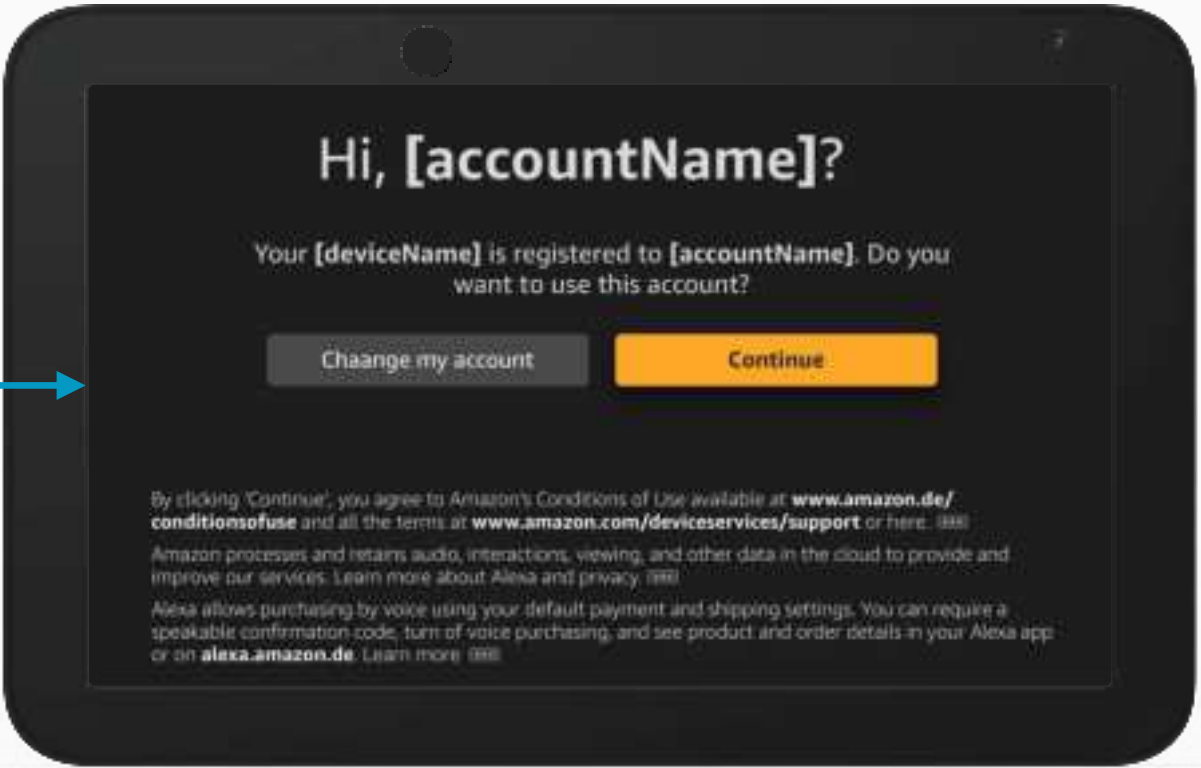 Hi, [accountName]?
Your [deviceName] is registered to [accountName]. Do you
want to use this account?
Chaange my account
Continue
By clicking 'Continue', you agree to Amazon's Conditions of Use available at www.amazon.de/
conditionsofuse and all the terms at www.amazon.com/deviceservices/support or here.
Amazon processes and retains audio, interactions, viewing, and other data in the cloud to provide and
improve our services. Learn more about Alexa and privacy
Alexa allows purchasing by voice using your default payment and shipping settings. You can require a
speakable confirmation code, turn of voice purchasing, and see product and order details in your Alexa app
or on alexa.amazon.de. Learn more